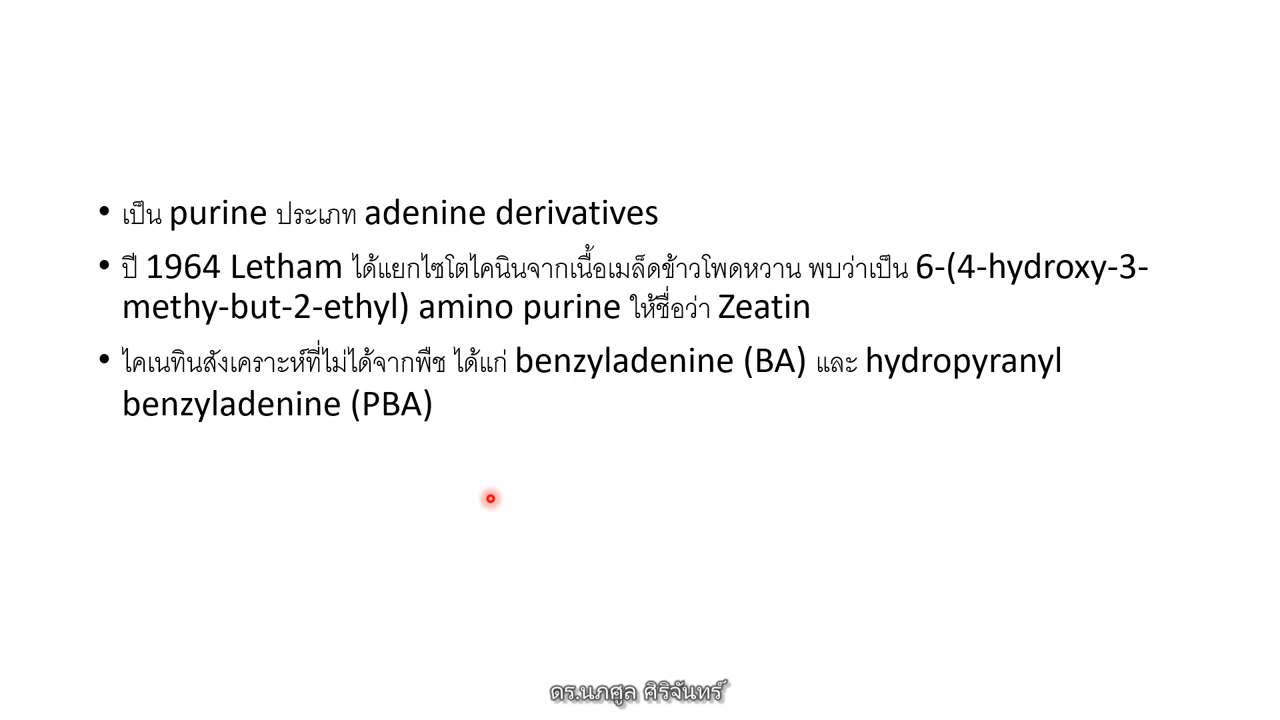 • เป็น purine ประเภท adenine derivatives
• ปี 1964 Letham ได้แยกไซโตไคนินจากเนื้อเมล็ดข้าวโพดหวาน พบว่าเป็น 6-(4-hydroxy-3-
methy-but-2-ethyl) amino purine ให้ชื่อว่า Zeatin
• ไคเนทินสังเคราะห์ที่ไม่ได้จากพืช ได้แก่ benzyladenine (BA) และ hydropyranyl
benzyladenine (PBA)
ดร.นภศูล ศิริจันทร์